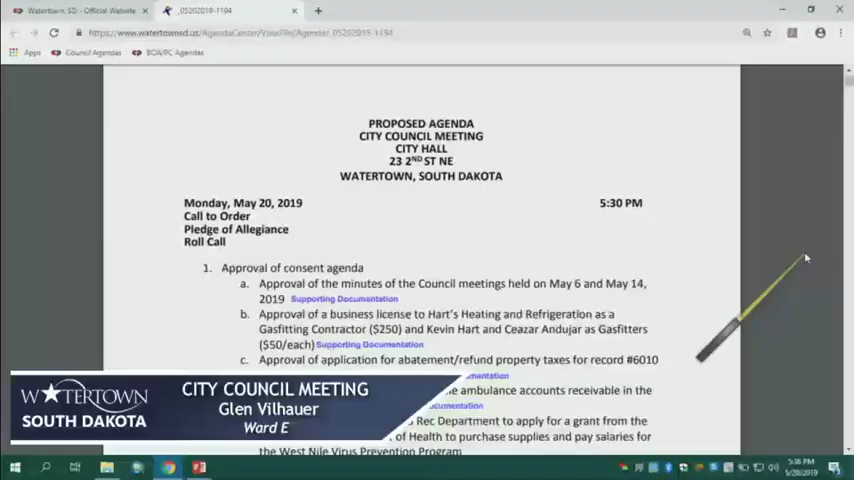 Watertown, SD - Official Website
_05202019-1194
https://www.watertownsd.us/AgendaCenter/ViewFile/Agenda/_05202019-1194
Apps
Council Agendas
BOA/PC Agendas
PROPOSED AGENDA
CITY COUNCIL MEETING
CITY HALL
23 2ND ST NE
WATERTOWN, SOUTH DAKOTA
Monday, May 20, 2019 5:30 PM
Call to Order
Pledge of Allegiance
Roll Call
1. Approval of consent agenda
a. Approval of the minutes of the Council meetings held on May 6 and May 14,
2019 Supporting Documentation
b. Approval of a business license to Hart's Heating and Refrigeration as a
Gasfitting Contractor ($250) and Kevin Hart and Ceazar Andujar as Gasfitters
($50/each) Supporting Documentation
c. Approval of application for abatement/refund property taxes for record #6010
mentation
ne ambulance accounts receivable in the
ocumentation
d Rec Department to apply for a grant from the
t of Health to purchase supplies and pay salaries for
the West Nile Virus Prevention Program
WATERTOWN
SOUTH DAKOTA
CITY COUNCIL MEETING
Glen Vilhauer
Ward E
5:36 PM
5/20/2019